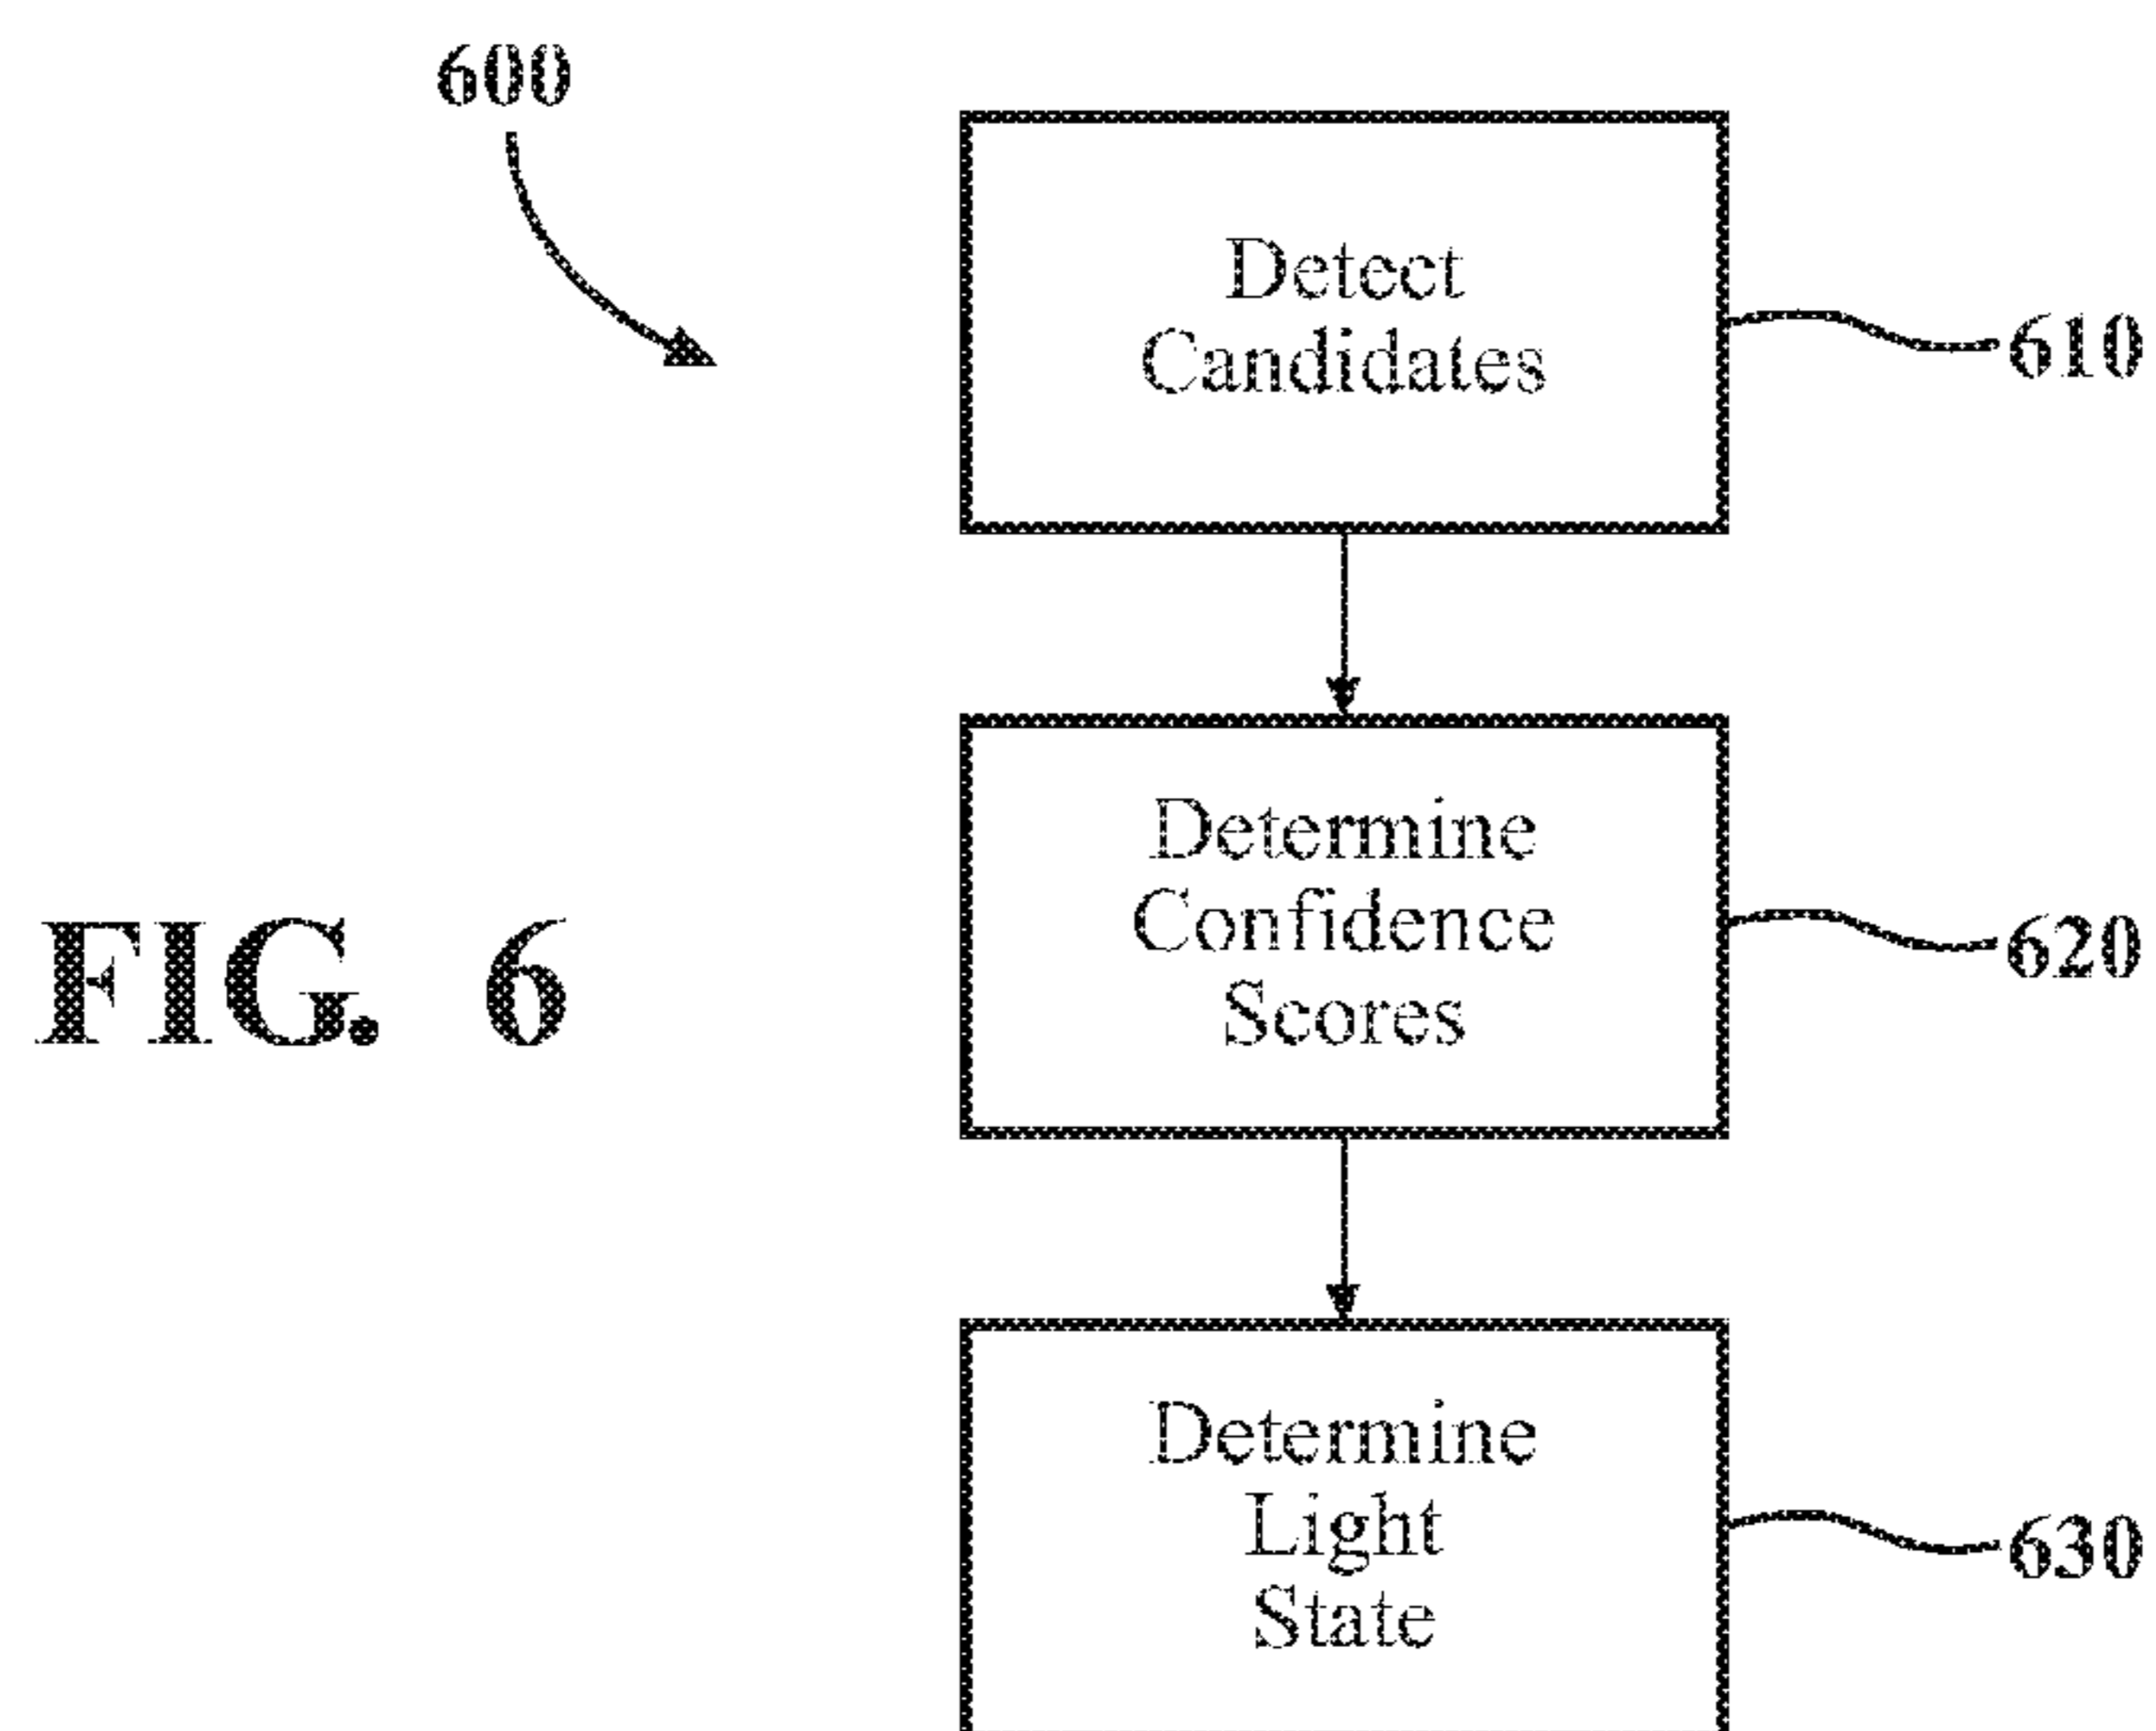 600
Detect
Candidates
610
Determine
Confidence
Scores
620
FIG. 6
Determine
Light
State
630